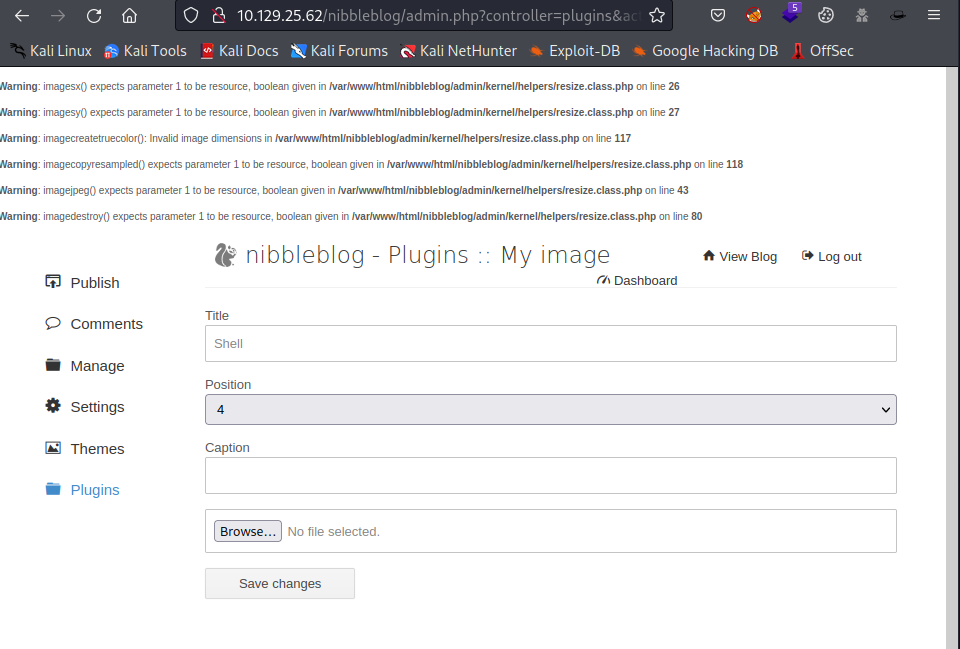 10.129.25.62/nibbleblog/admin.php?controller=plugins&ac
5
Kali Linux Kali Tools Kali Docs Kali Forums Kali NetHunter Exploit-DB Google Hacking DB OffSec
Warning: imagesx() expects parameter 1 to be resource, boolean given in /var/www/html/nibbleblog/admin/kernel/helpers/resize.class.php on line 26
Warning: imagesy() expects parameter 1 to be resource, boolean given in /var/www/html/nibbleblog/admin/kernel/helpers/resize.class.php on line 27
Warning: imagecreatetruecolor(): Invalid image dimensions in /var/www/html/nibbleblog/admin/kernel/helpers/resize.class.php on line 117
Warning: imagecopyresampled() expects parameter 1 to be resource, boolean given in /var/www/html/nibbleblog/admin/kernel/helpers/resize.class.php on line 118
Warning: imagejpeg() expects parameter 1 to be resource, boolean given in /var/www/html/nibbleblog/admin/kernel/helpers/resize.class.php on line 43
Warning: imagedestroy() expects parameter 1 to be resource, boolean given in /var/www/html/nibbleblog/admin/kernel/helpers/resize.class.php on line 80
nibbleblog - Plugins :: My image
View Blog Log out
Dashboard
Publish
Comments
Manage
Settings
Themes
Plugins
Title
Shell
Position
4
Caption
Browse... No file selected.
Save changes